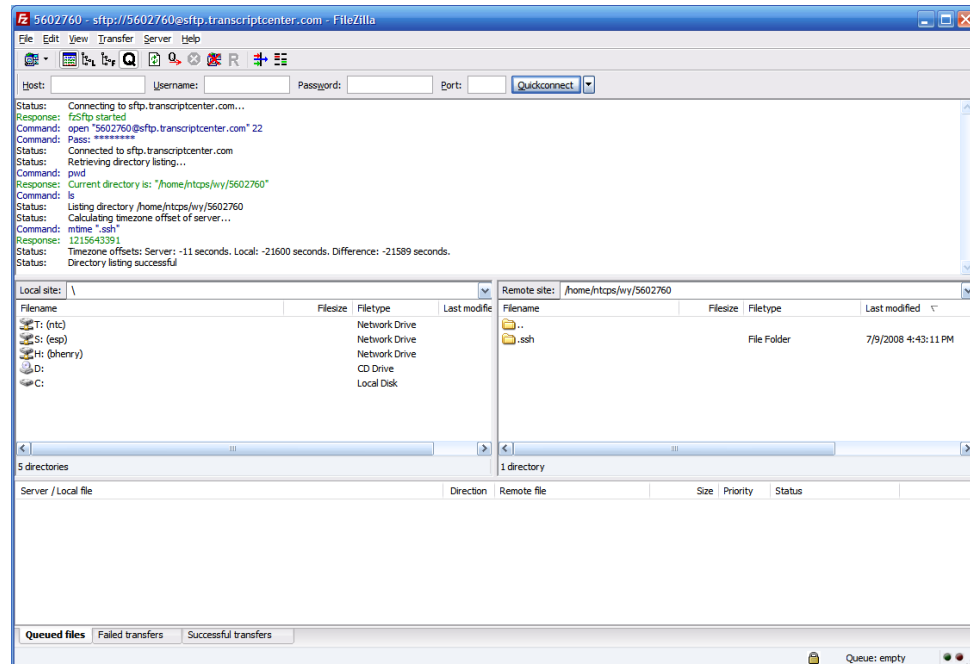 5602760 - sftp://5602760@sftp.transcriptcenter.com - FileZilla
File Edit View Transfer Server Help
Host: Username: Password: Port: Quickconnect
Status: Connecting to sftp.transcriptcenter.com...
Response: fzSftp started
Command: open "5602760@sftp.transcriptcenter.com" 22
Command: Pass: ********
Status: Connected to sftp.transcriptcenter.com
Status: Retrieving directory listing...
Command: pwd
Response: Current directory is: "/home/ntcps/wy/5602760"
Command: ls
Status: Listing directory /home/ntcps/wy/5602760
Status: Calculating timezone offset of server...
Command: mtime ".ssh"
Response: 1215643391
Status: Timezone offsets: Server: -11 seconds. Local: -21600 seconds. Difference: -21589 seconds.
Status: Directory listing successful
Local site: \
Filename Filesize Filetype Last modifie
T: (ntc) Network Drive
S: (esp) Network Drive
H: (bhenry) Network Drive
D: CD Drive
C: Local Disk
5 directories
Remote site: /home/ntcps/wy/5602760
Filename Filesize Filetype Last modified
..
.ssh File Folder 7/9/2008 4:43:11 PM
1 directory
Server / Local file Direction Remote file Size Priority Status
Queued files Failed transfers Successful transfers
Queue: empty